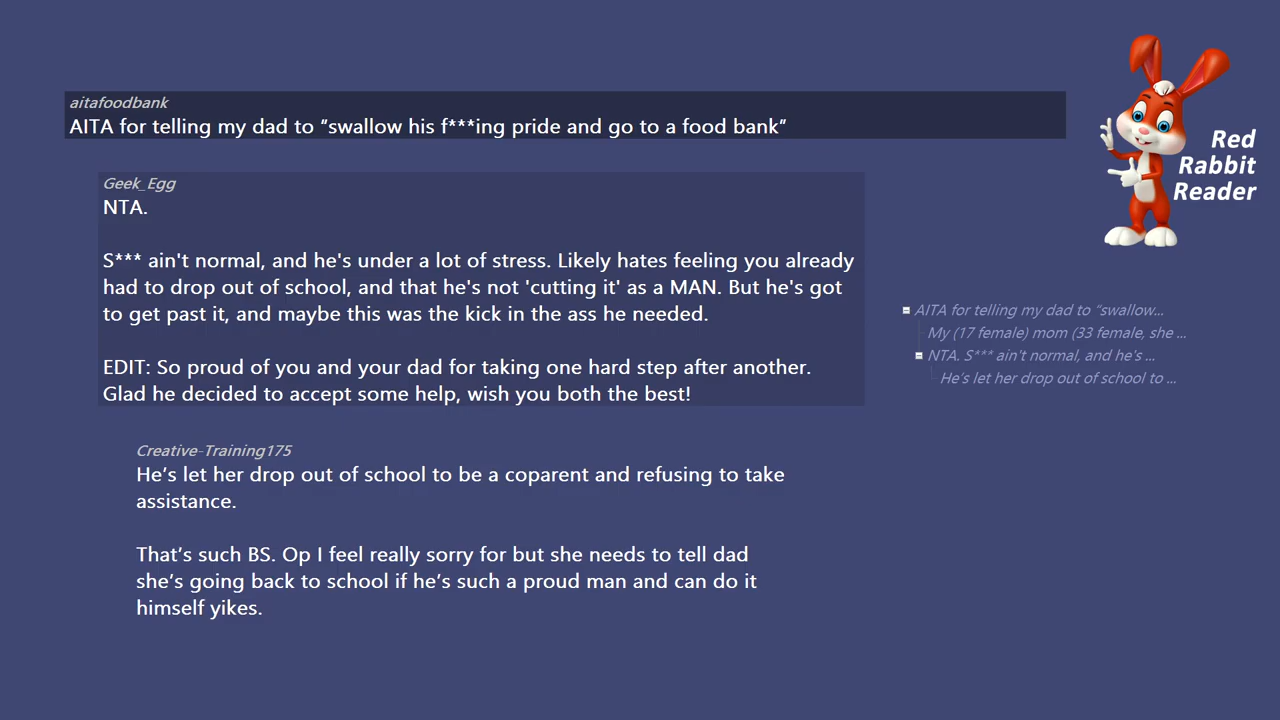 aitafoodbank
AITA for telling my dad to “swallow his f***ing pride and go to a food bank”
Red
Rabbit
Reader
Geek_Egg
NTA.
S*** ain't normal, and he's under a lot of stress. Likely hates feeling you already
had to drop out of school, and that he's not 'cutting it' as a MAN. But he's got
to get past it, and maybe this was the kick in the ass he needed.
EDIT: So proud of you and your dad for taking one hard step after another.
Glad he decided to accept some help, wish you both the best!
AITA for telling my dad to “swallow...
My (17 female) mom (33 female, she ...
NTA. S*** ain't normal, and he's ...
He’s let her drop out of school to ...
Creative-Training175
He’s let her drop out of school to be a coparent and refusing to take
assistance.
That’s such BS. Op I feel really sorry for but she needs to tell dad
she’s going back to school if he’s such a proud man and can do it
himself yikes.